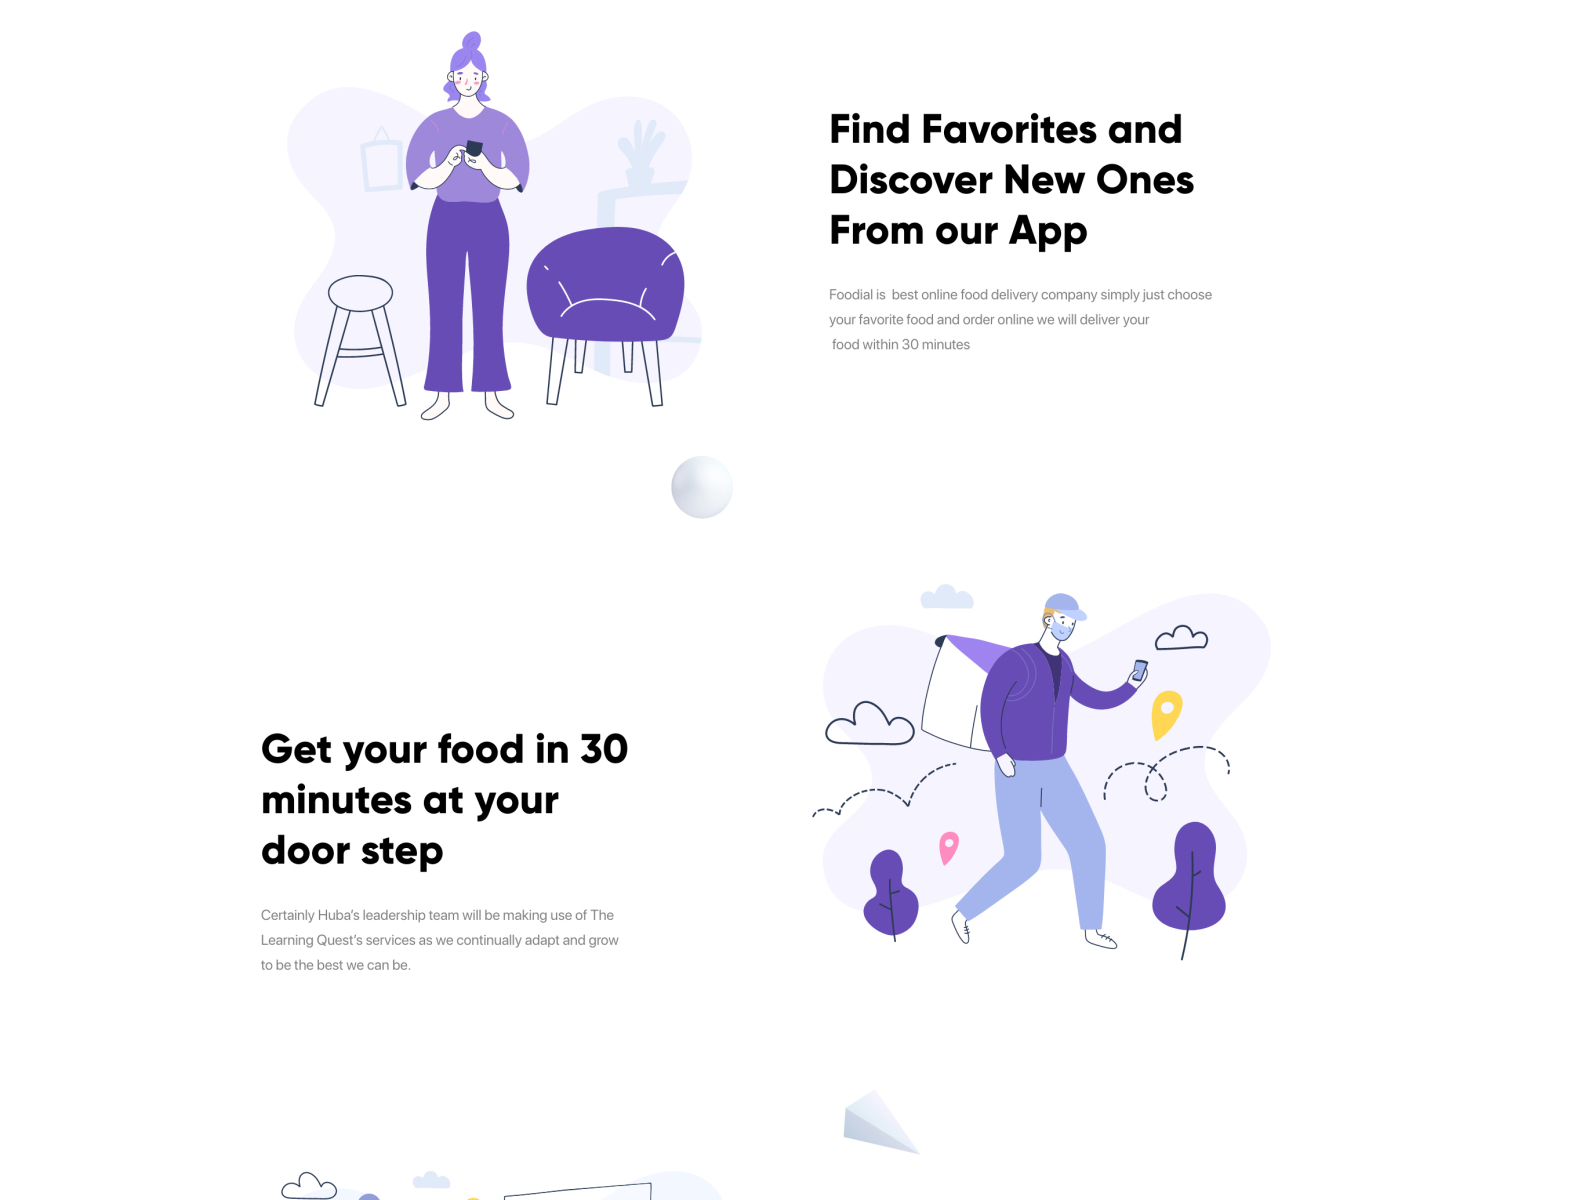 Find Favorites and
Discover New Ones
From our App
Foodial is  best online food delivery company simply just choose
your favorite food and order online we will deliver your
food within 30 minutes
Get your food in 30
minutes at your
door step
Certainly Huba's leadership team will be making use of The
Learning Quest's services as we continually adapt and grow
to be the best we can be.